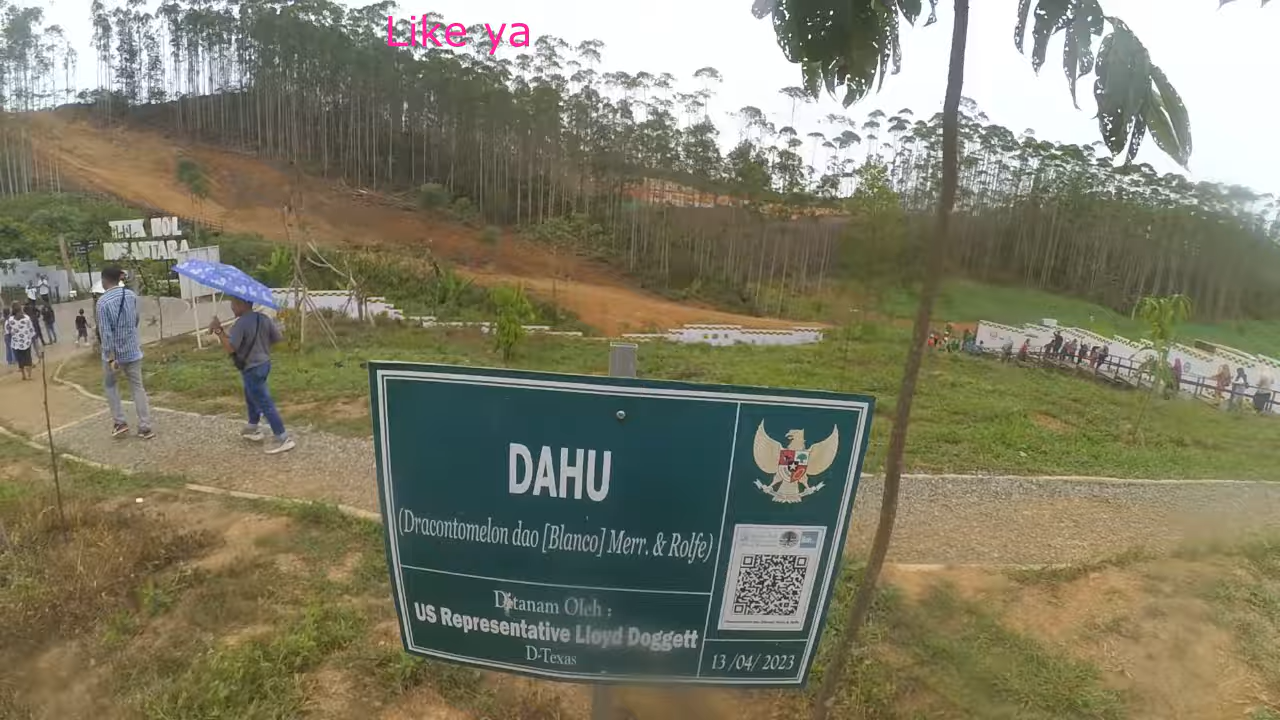 Like ya
TITIK NOL
NUSANTARA
DAHU
(Dracontomelon dao [Blanco] Merr. & Rolfe)
Ditanam Oleh :
US Representative Lloyd Doggett
D-Texas
13 /04/ 2023